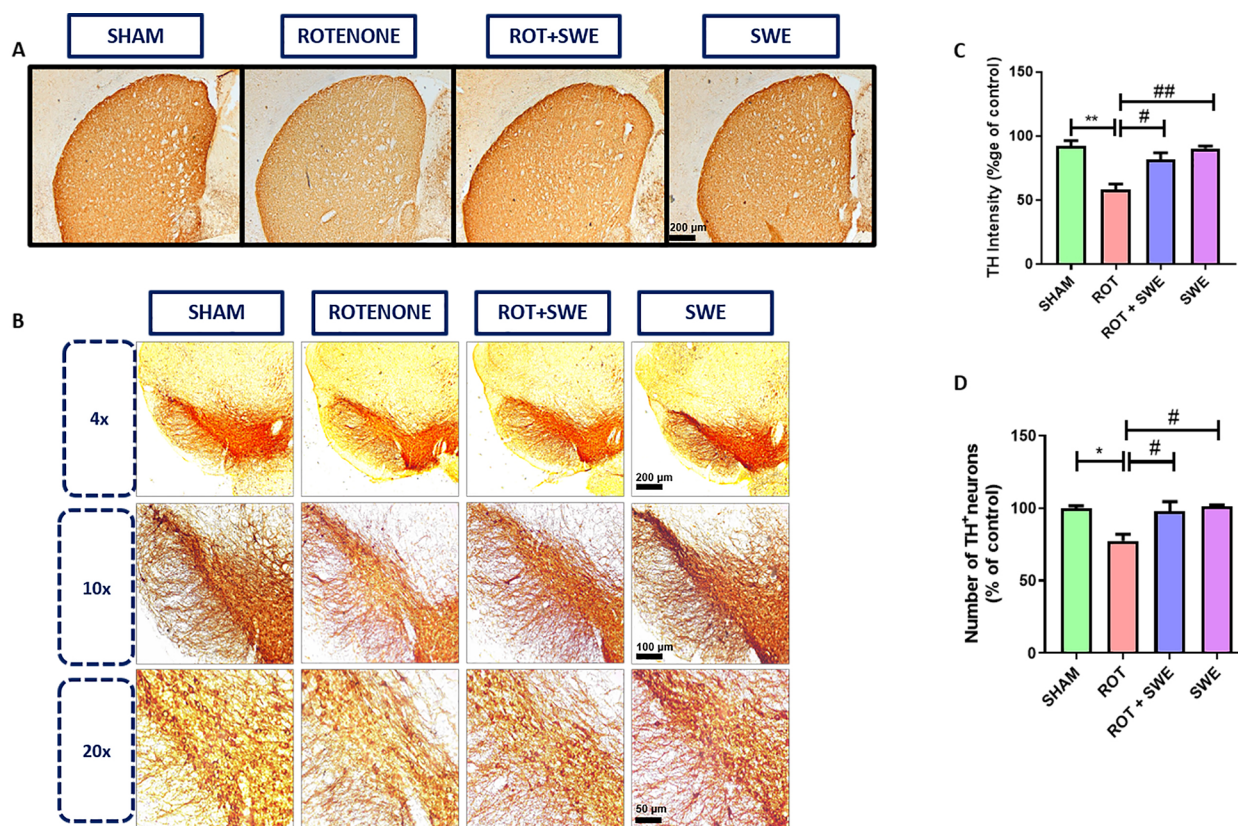 A
SHAM
ROTENONE
ROT+SWE
SWE
200 µm
B
SHAM
ROTENONE
ROT+SWE
SWE
4x
200 µm
10x
100 µm
20x
50 µm
C
TH Intensity (%ge of control)
150
100
50
0
**
#
##
SHAM
ROT
ROT + SWE
SWE
D
Number of TH⁺neurons
(% of control)
150
100
50
0
*
#
#
SHAM
ROT
ROT + SWE
SWE